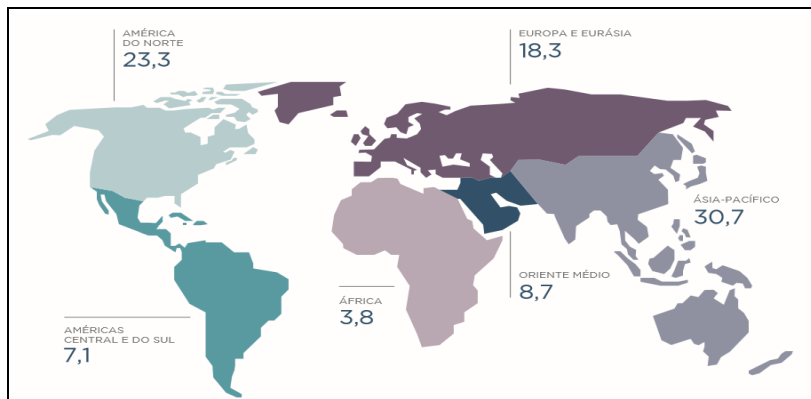 AMÉRICA
DO NORTE
23,3
EUROPA E EURÁSIA
18,3
ÁSIA-PACÍFICO
30,7
ORIENTE MÉDIO
8,7
ÁFRICA
3,8
AMÉRICAS
CENTRAL E DO SUL
7,1